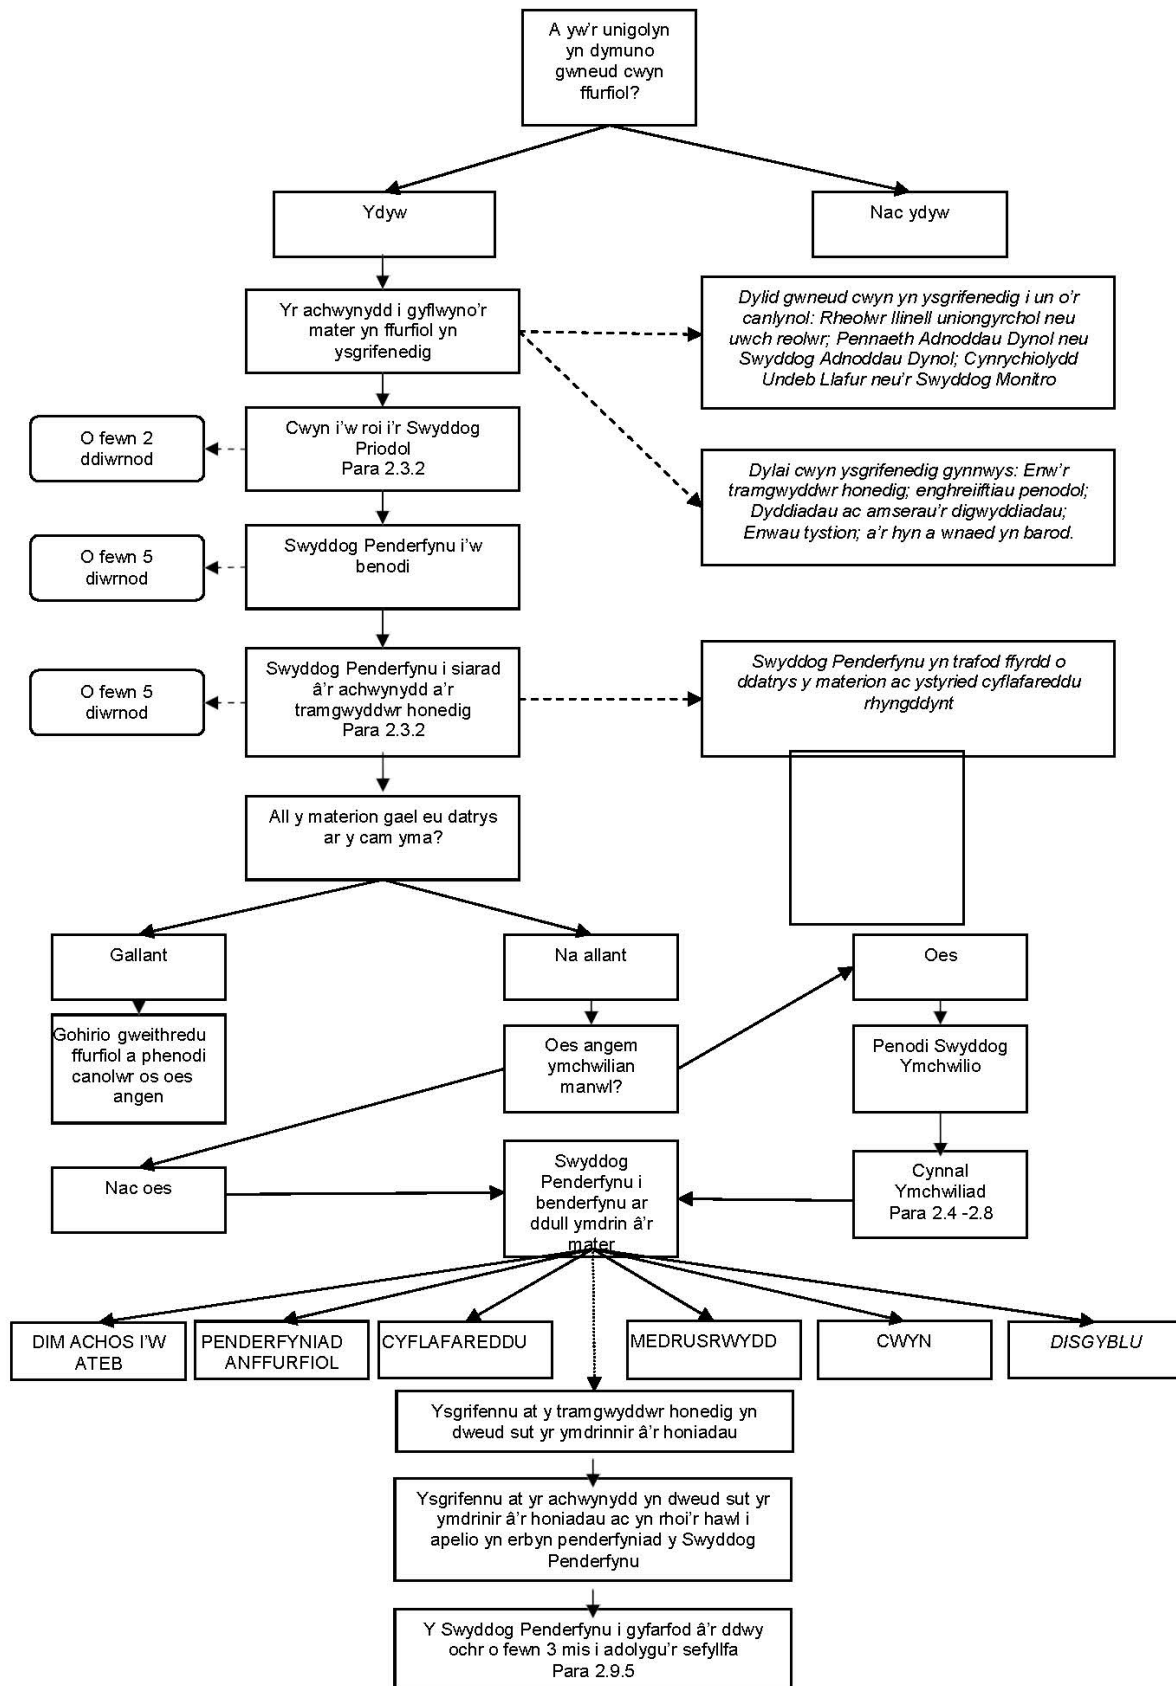 A yw'r unigolyn
yn dymuno
gwneud cwyn
ffurfiol?
Ydyw
Nac ydyw
Yr achwynydd i gyflwyno'r
mater yn ffurfiol yn
ysgrifenedig
Dylid gwneud cwyn yn ysgrifenedig i un o'r
canlynol: Rheolwr llinell uniongyrchol neu
uwch reolwr; Pennaeth Adnoddau Dynol neu
Swyddog Adnoddau Dynol; Cynrychiolydd
Undeb Llafur neu'r Swyddog Monitro
O fewn 2
ddiwrnod
Cwyn i'w roi i'r Swyddog
Priodol
Para 2.3.2
Dylai cwyn ysgrifenedig gynnwys: Enw'r
tramgwyddwr honedig; enghreifftiau penodol;
Dyddiadau ac amserau'r digwyddiadau;
Enwau tystion; a'r hyn a wnaed yn barod.
O fewn 5
diwrnod
Swyddog Penderfynu i'w
benodi
O fewn 5
diwrnod
Swyddog Penderfynu i siarad
â'r achwynydd a'r
tramgwyddwr honedig
Para 2.3.2
Swyddog Penderfynu yn trafod ffyrdd o
ddatrys y materion ac ystyried cyflafareddu
rhyngddynt
All y materion gael eu datrys
ar y cam yma?
Gallant
Na allant
Oes
Gohirio gweithredu
ffurfiol a phenodi
canolwr os oes
angen
Oes angem
ymchwilian
manwl?
Penodi Swyddog
Ymchwilio
Nac oes
Swyddog
Penderfynu i
benderfynu ar
ddull ymdrin â'r
mater
Cynnal
Ymchwiliad
Para 2.4 -2.8
DIM ACHOS I'W
ATEB
PENDERFYNIAD
ANFFURFIOL
CYFLAFAREDDU
MEDRUSRWYDD
CWYN
DISGYBLU
Ysgrifennu at y tramgwyddwr honedig yn
dweud sut yr ymdrinnir â'r honiadau
Ysgrifennu at yr achwynydd yn dweud sut yr
ymdrinir â'r honiadau ac yn rhoi'r hawl i
apelio yn erbyn penderfyniad y Swyddog
Penderfynu
Y Swyddog Penderfynu i gyfarfod â'r ddwy
ochr o fewn 3 mis i adolygu'r sefyllfa
Para 2.9.5